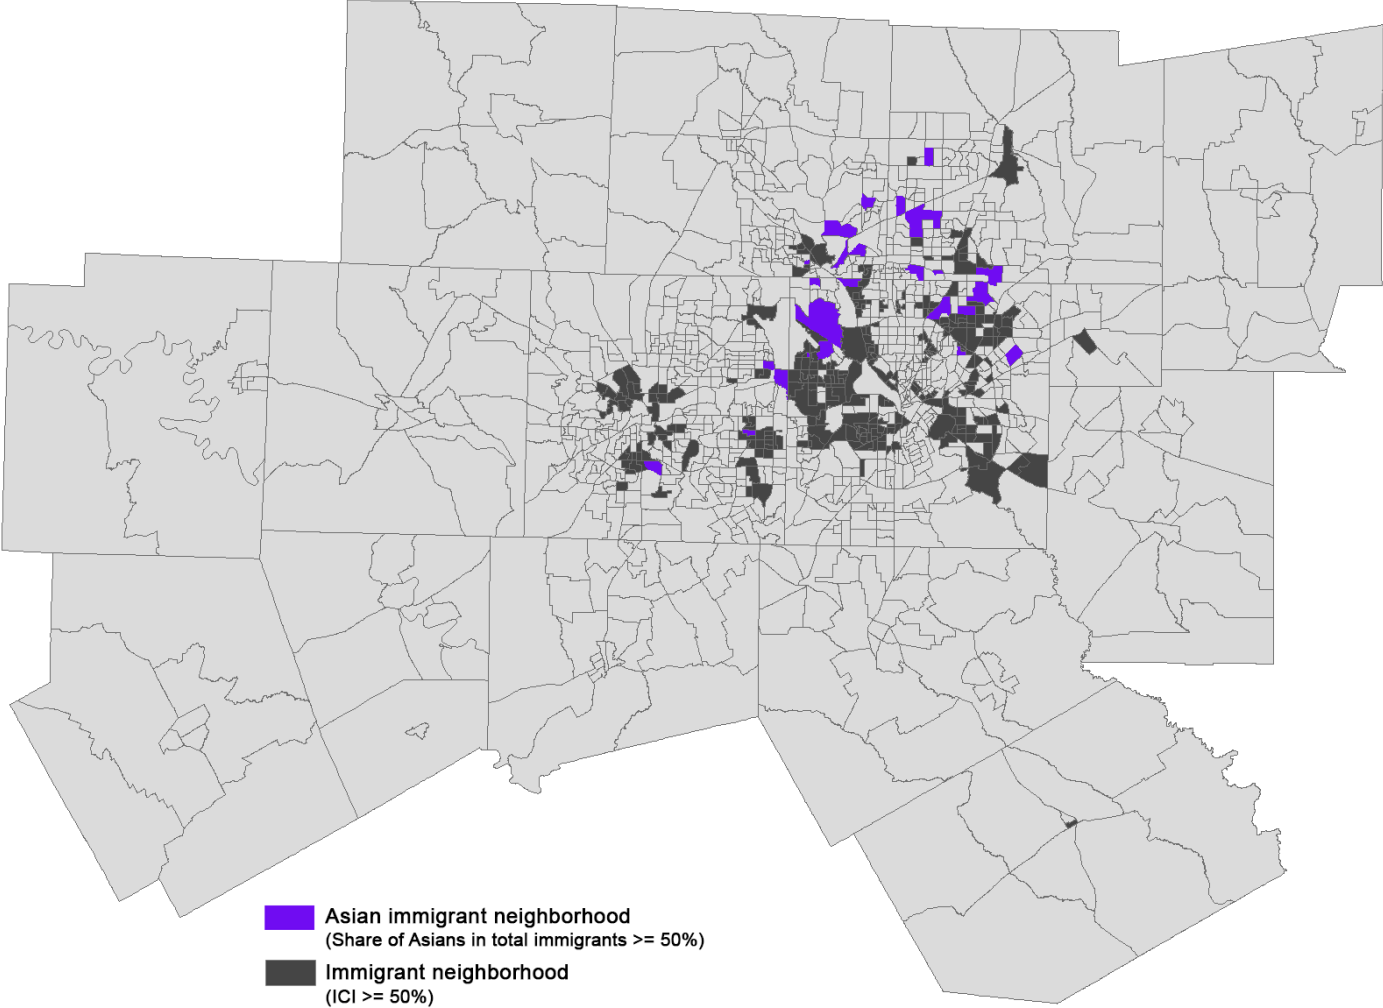 Asian immigrant neighborhood
(Share of Asians in total immigrants >= 50%)
Immigrant neighborhood
(ICI >= 50%)